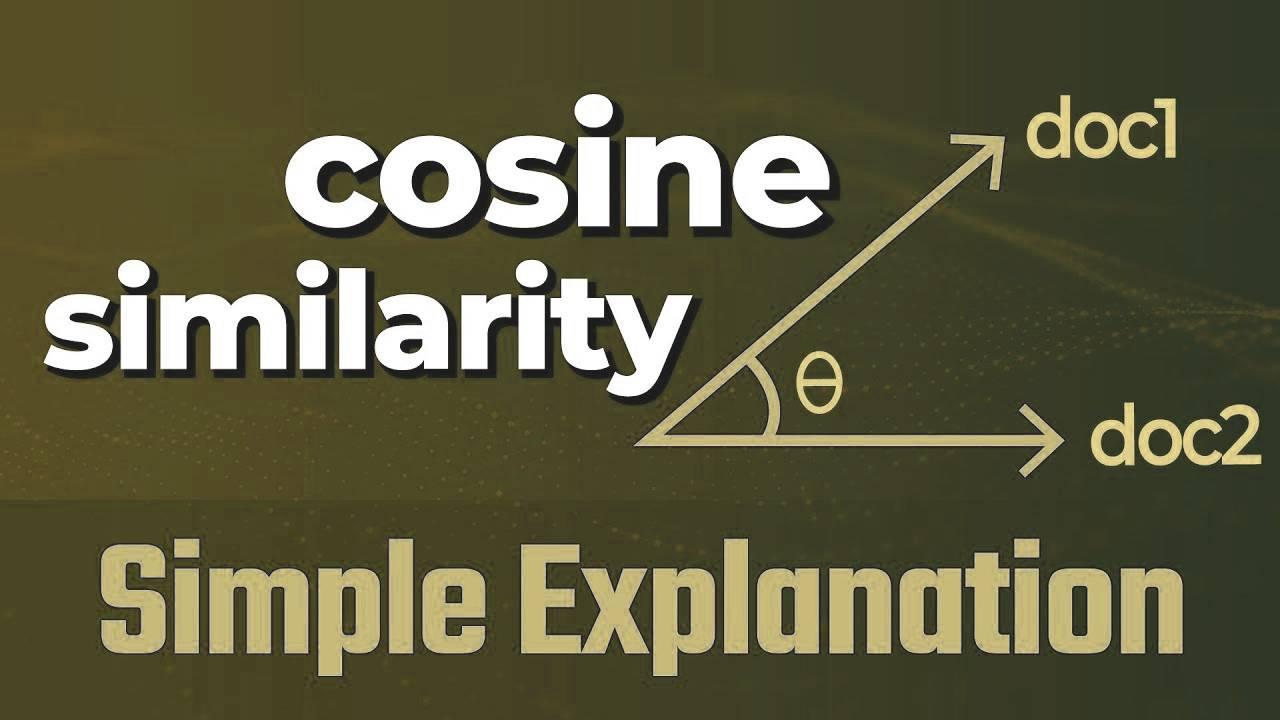 cosine
similarity
doc1
θ
doc2
Simple Explanation